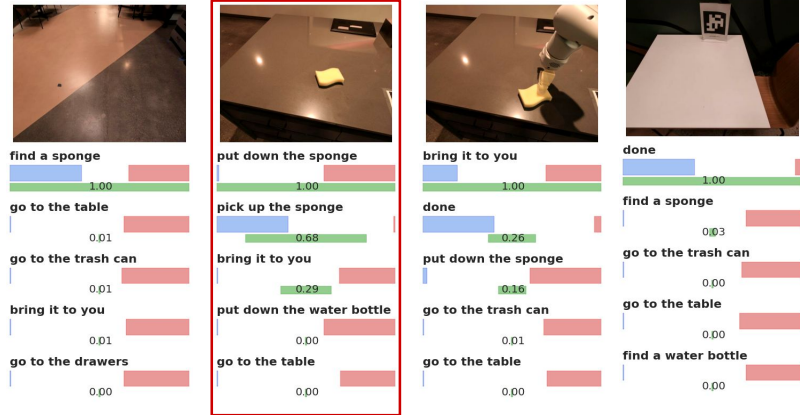 find a sponge
1.00
go to the table
0.01
go to the trash can
0.01
bring it to you
0.01
go to the drawers
0.00
put down the sponge
1.00
pick up the sponge
0.68
bring it to you
0.29
put down the water bottle
0.00
go to the table
0.00
bring it to you
1.00
done
0.26
put down the sponge
0.16
go to the trash can
0.01
go to the table
0.00
done
1.00
find a sponge
0.03
go to the trash can
0.00
go to the table
0.00
find a water bottle
0.00